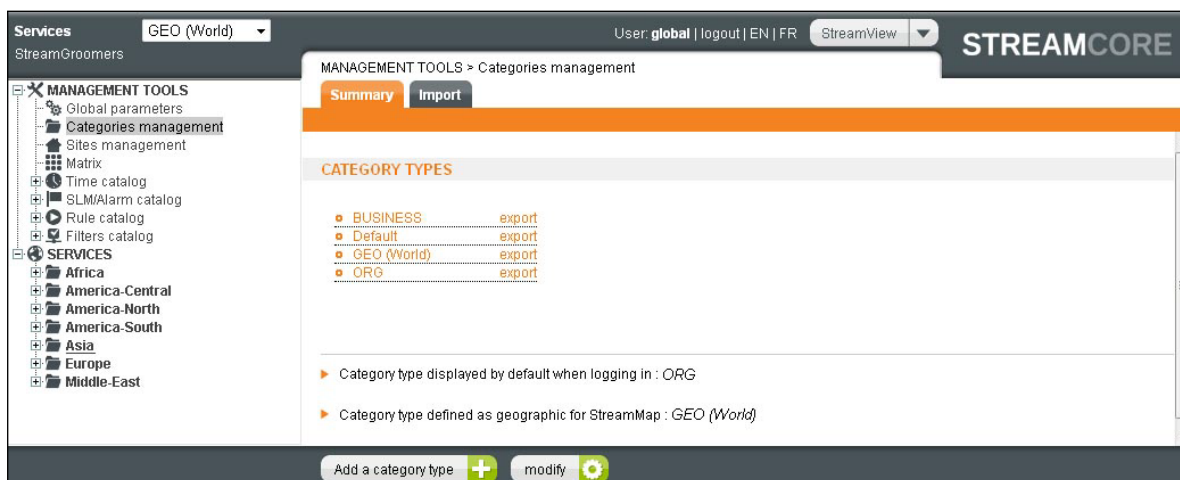 Services GEO (World)
StreamGroomers
User: global | logout | EN | FR StreamView
STREAMCORE
MANAGEMENT TOOLS > Categories management
Summary Import
MANAGEMENT TOOLS
Global parameters
Categories management
Sites management
Matrix
Time catalog
SLM/Alarm catalog
Rule catalog
Filters catalog
SERVICES
Africa
America-Central
America-North
America-South
Asia
Europe
Middle-East
CATEGORY TYPES
BUSINESS export
Default export
GEO (World) export
ORG export
Category type displayed by default when logging in : ORG
Category type defined as geographic for StreamMap : GEO (World)
Add a category type modify